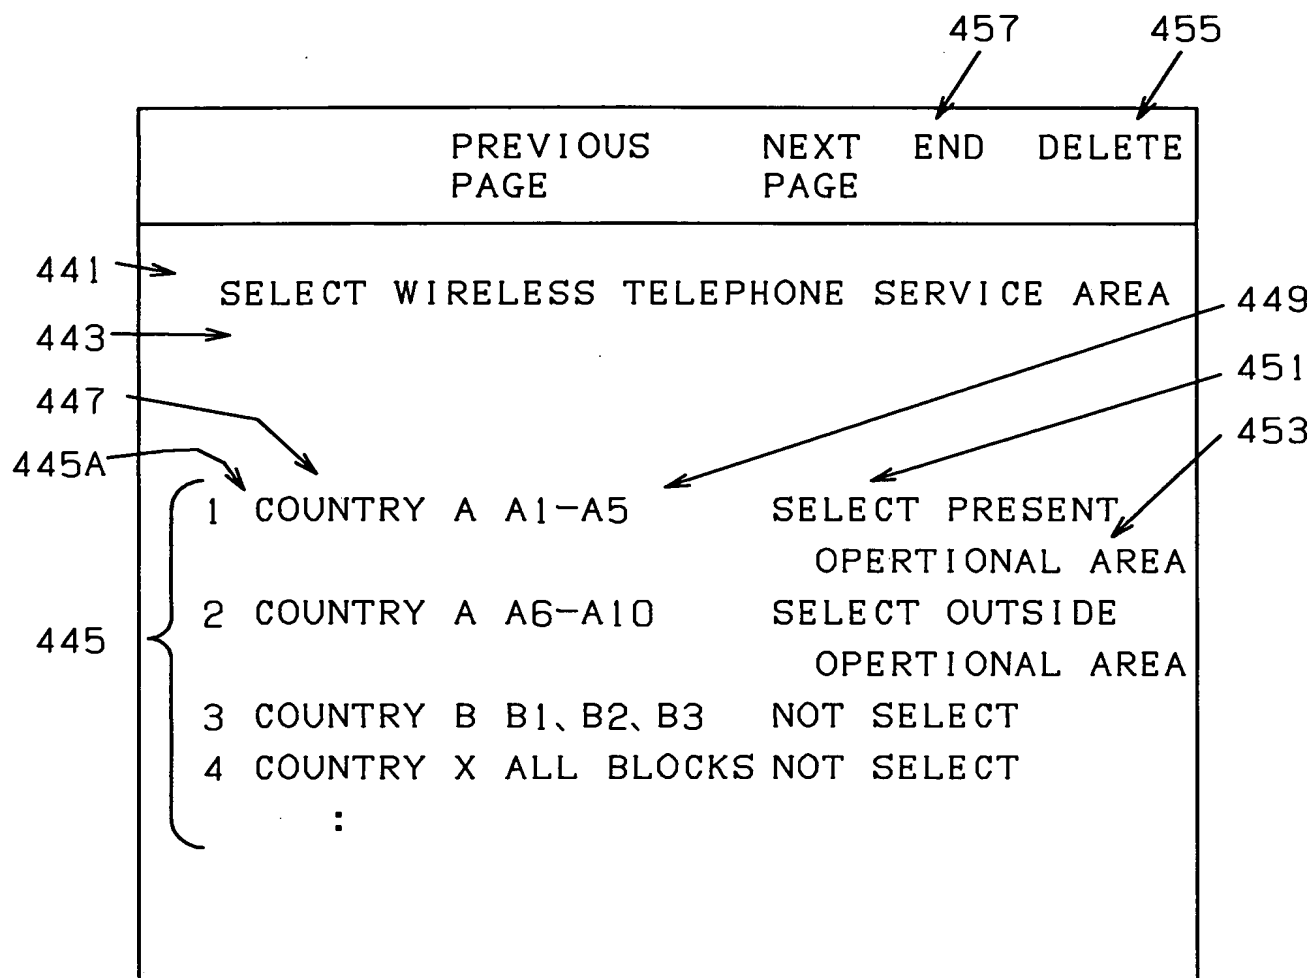 457 455
PREVIOUS NEXT END DELETE
PAGE PAGE
441
SELECT WIRELESS TELEPHONE SERVICE AREA
449
443
451
447
453
445A
1 COUNTRY A A1-A5 SELECT PRESENT
OPERTIONAL AREA
2 COUNTRY A A6-A10 SELECT OUTSIDE
445
OPERTIONAL AREA
3 COUNTRY B B1、B2、B3 NOT SELECT
4 COUNTRY X ALL BLOCKS NOT SELECT
: